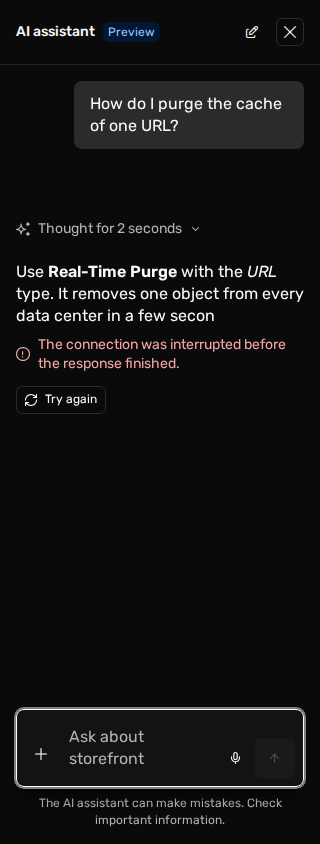 AI assistant Preview
How do I purge the cache
of one URL?
Thought for 2 seconds
Use Real-Time Purge with the URL
type. It removes one object from every
data center in a few secon
The connection was interrupted before
the response finished.
Try again
Ask about
storefront
The AI assistant can make mistakes. Check
important information.